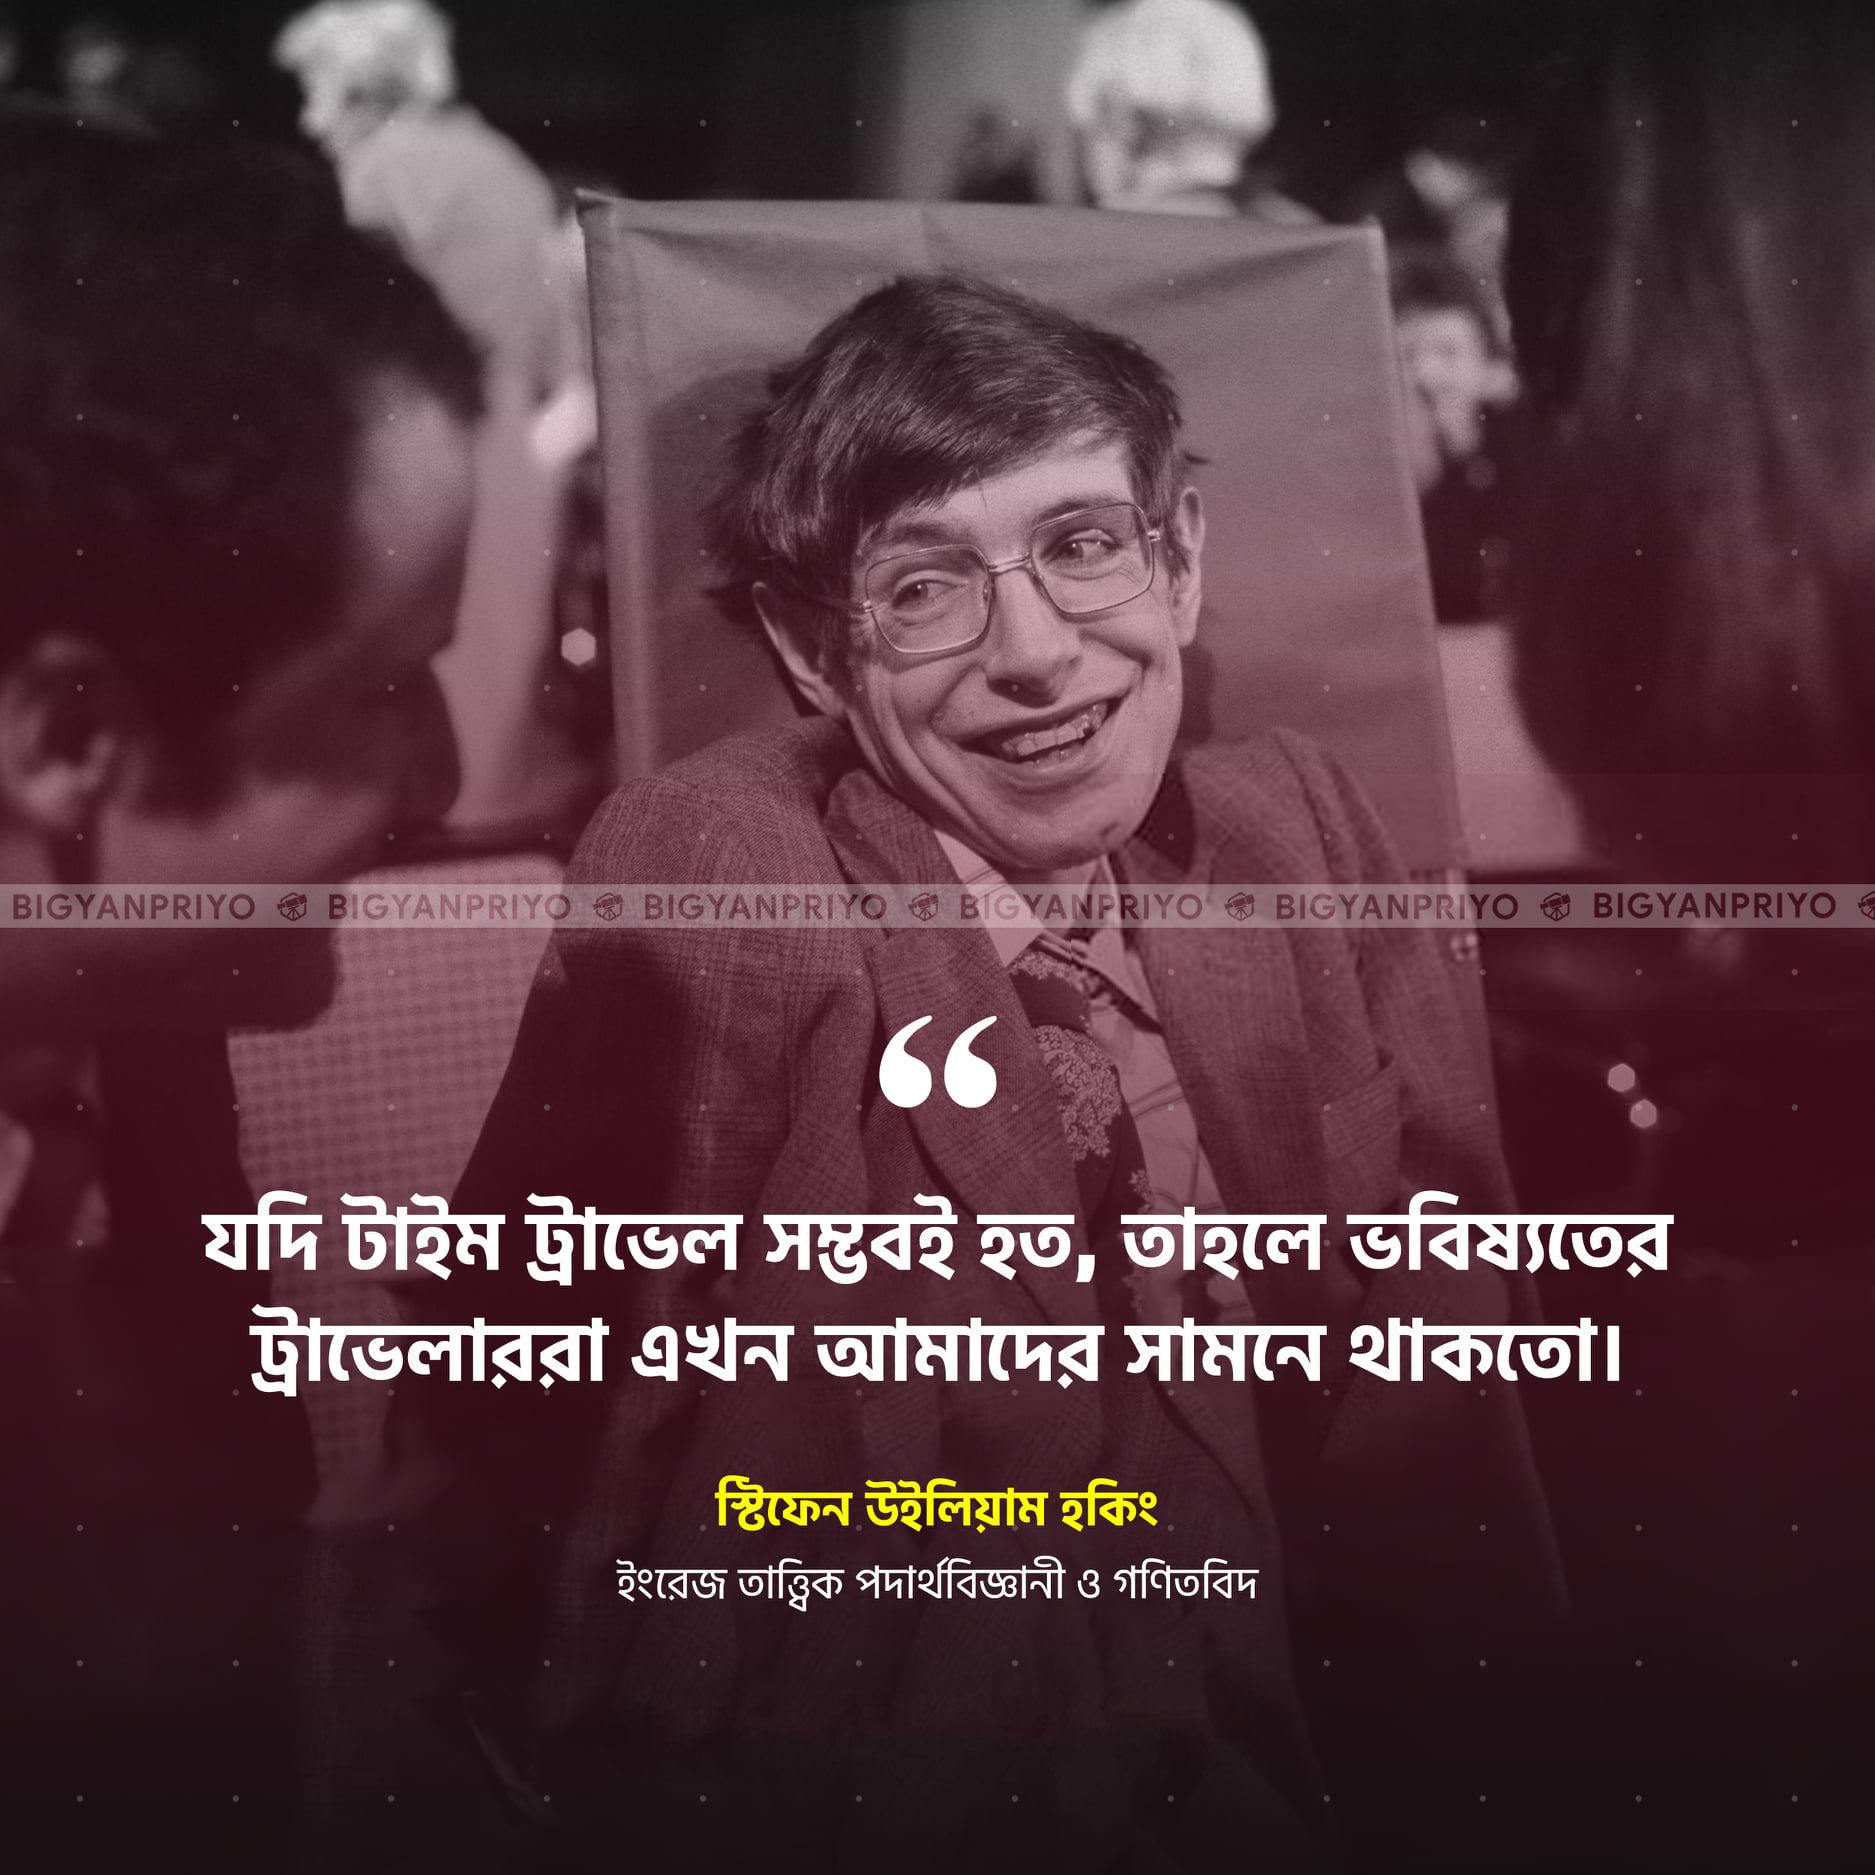 BIGYANPRIYO BIGYANPRIYO BIGYANPRIYO BIGYANPRIYO BIGYANPRIYO BIGYANPRIYO
“
যদি টাইম ট্রাভেল সম্ভবই হত, তাহলে ভবিষ্যতের
ট্রাভেলাররা এখন আমাদের সামনে থাকতো।
স্টিফেন উইলিয়াম হকিং
ইংরেজ তাত্ত্বিক পদার্থবিজ্ঞানী ও গণিতবিদ